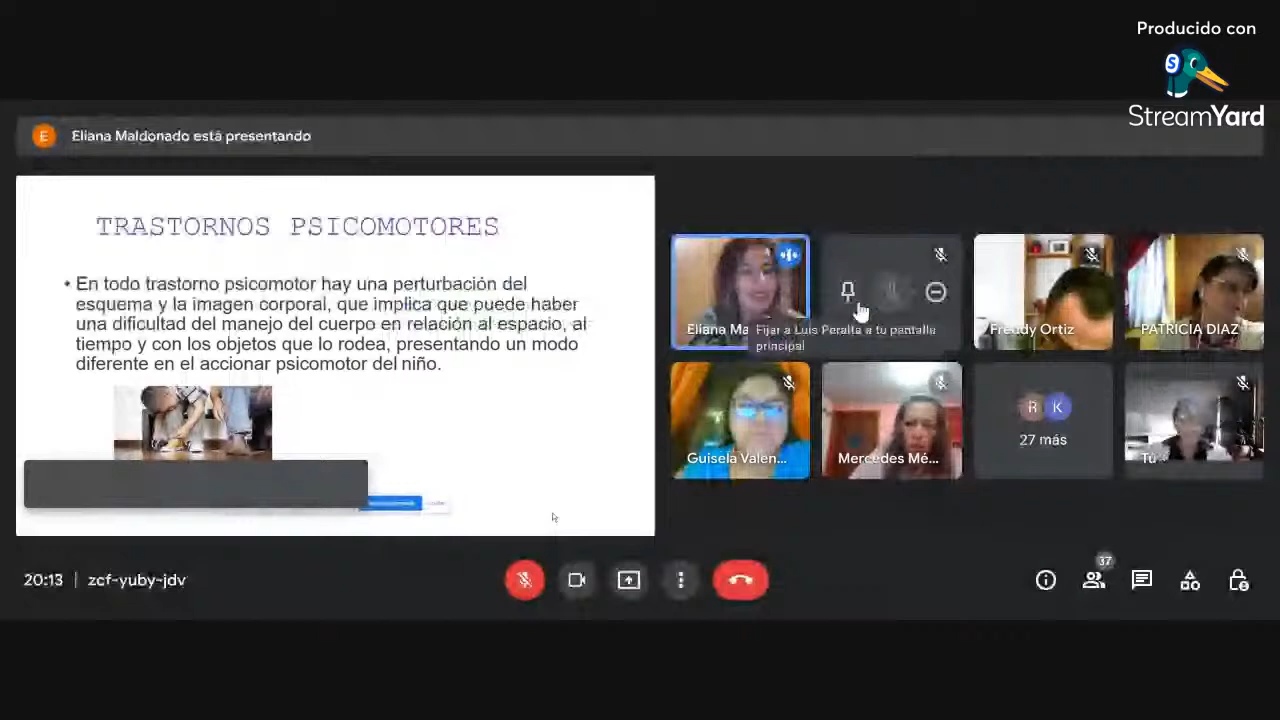 Producido con
StreamYard
E
Eliana Maldonado está presentando
TRASTORNOS PSICOMOTORES
• En todo trastorno psicomotor hay una perturbación del
esquema y la imagen corporal, que implica que puede haber
una dificultad del manejo del cuerpo en relación al espacio, al
tiempo y con los objetos que lo rodea, presentando un modo
diferente en el accionar psicomotor del niño.
Eliana Ma
Fijar a Luis Peralta a tu pantalla
principal
Freddy Ortiz
PATRICIA DIAZ
Guisela Valen...
Mercedes Mé...
R K
27 más
Tú
20:13 | zcf-yuby-jdv
37